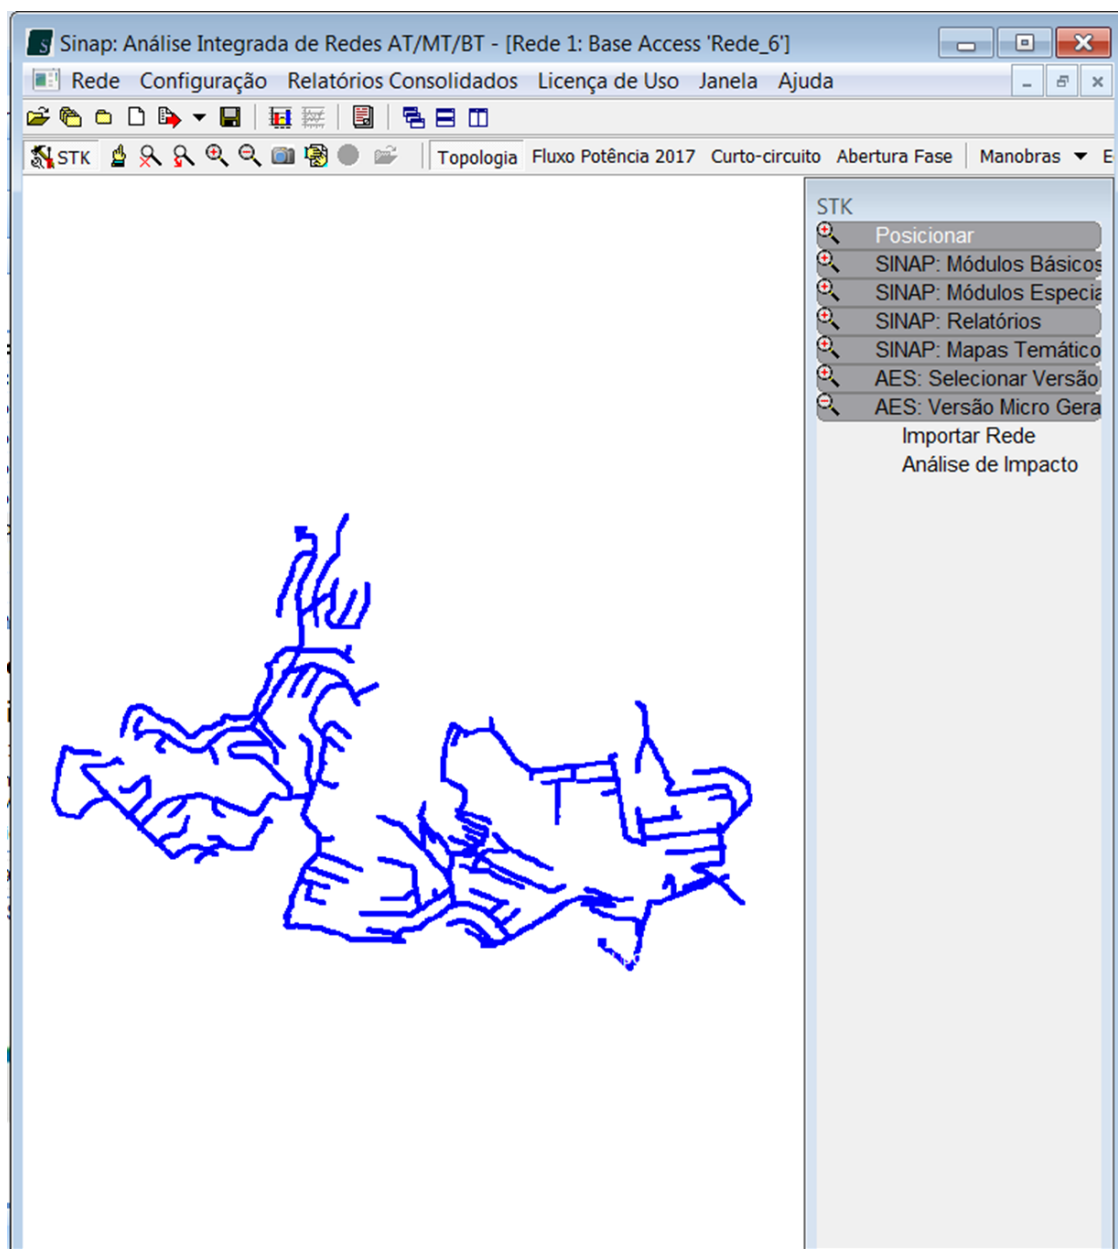 Sinap: Análise Integrada de Redes AT/MT/BT - [Rede 1: Base Access 'Rede_6']
Rede Configuração Relatórios Consolidados Licença de Uso Janela Ajuda
STK Topologia Fluxo Potência 2017 Curto-circuito Abertura Fase Manobras E
STK
Posicionar
SINAP: Módulos Básicos
SINAP: Módulos Especia
SINAP: Relatórios
SINAP: Mapas Temático
AES: Selecionar Versão
AES: Versão Micro Gera
Importar Rede
Análise de Impacto